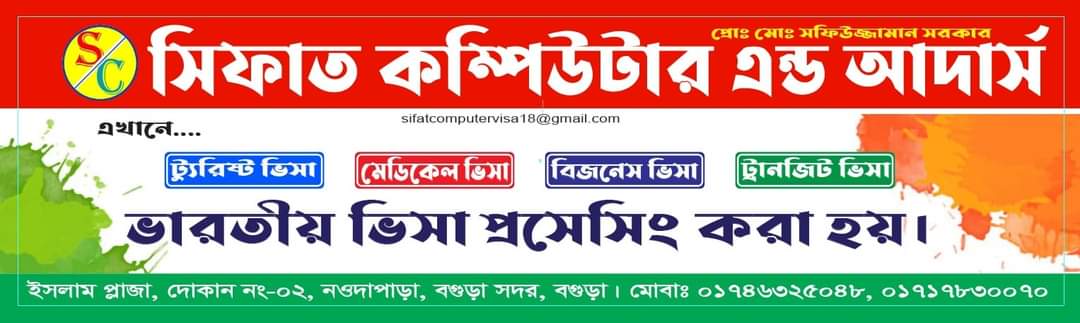 প্রোঃ মোঃ সফিউজ্জামান সরকার
SC সিফাত কম্পিউটার এন্ড আদার্স
sifatcomputervisa18@gmail.com
এখানে....
ট্যুরিষ্ট ভিসা মেডিকেল ভিসা বিজনেস ভিসা ট্রানজিট ভিসা
ভারতীয় ভিসা প্রসেসিং করা হয়।
ইসলাম প্লাজা, দোকান নং-০২, নওদাপাড়া, বগুড়া সদর, বগুড়া। মোবাঃ ০১৭৪৬৩২৫০৪৮, ০১৭১৭৮৩০০৭০